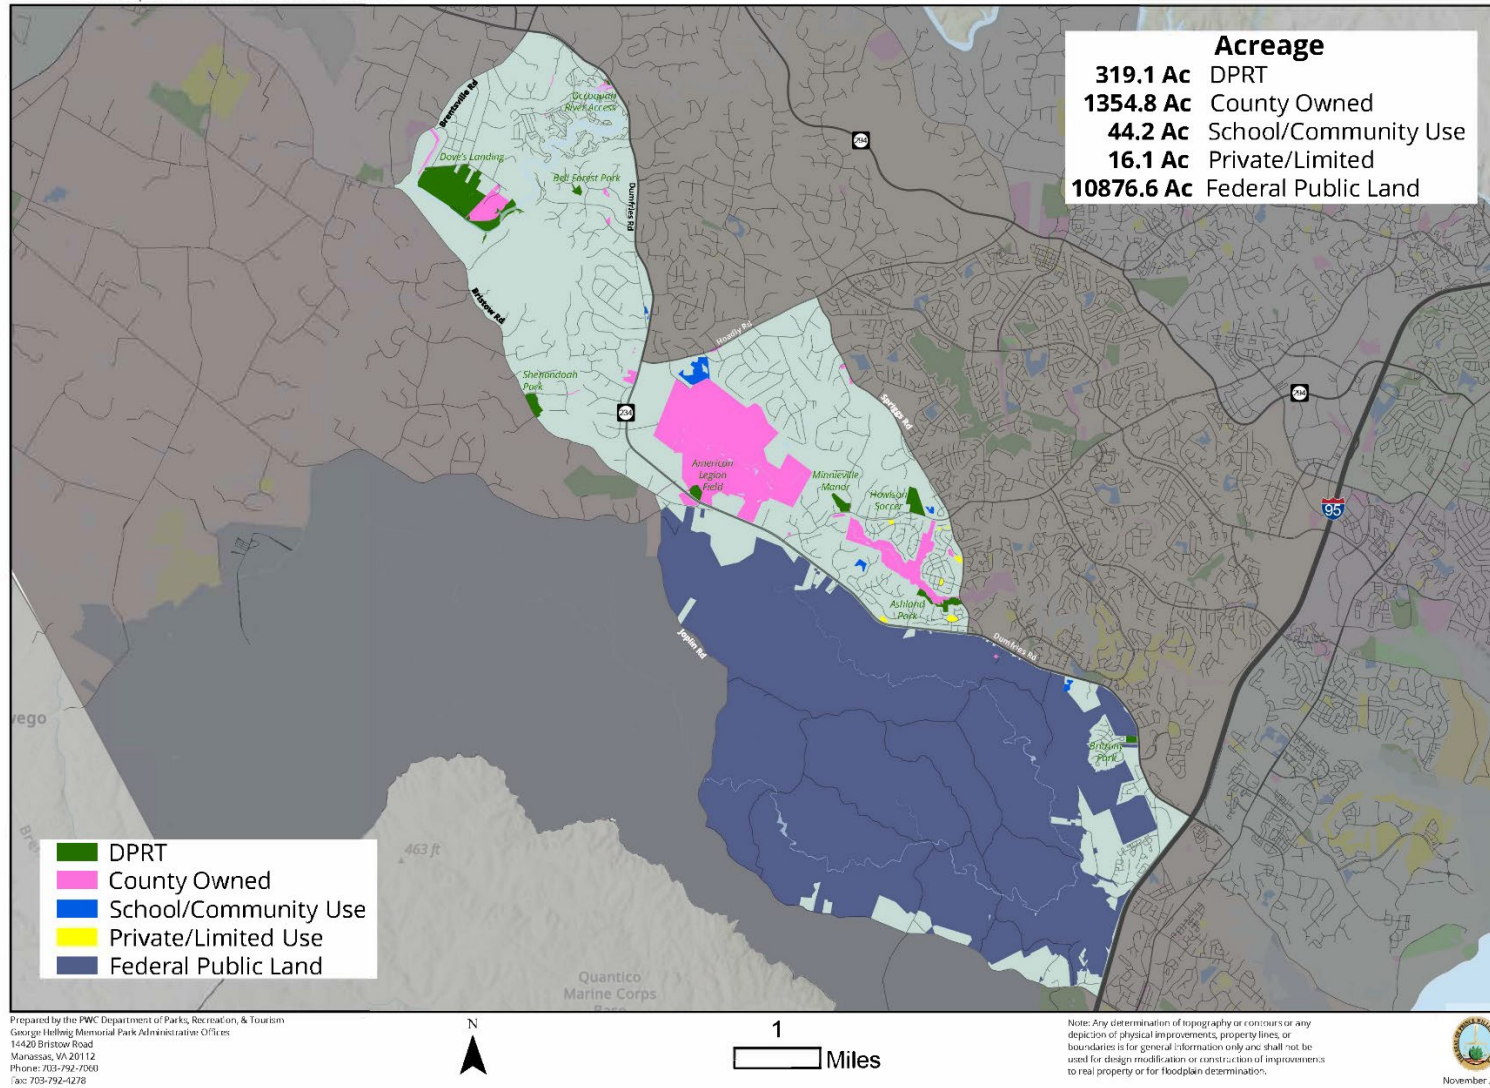 Acreage
319.1 Ac DPRT
1354.8 Ac County Owned
44.2 Ac School/Community Use
16.1 Ac Private/Limited
10876.6 Ac Federal Public Land
294
Brentsville Rd
Occoquan
River Access
Dove's Landing
Bell Forest Park
Dumfries Rd
Bristow Rd
Hoadly Rd
Shenandoah
Park
234
Spriggs Rd
294
American
Legion
Field
Minnieville
Manor
Howison
Soccer
95
Ashland
Park
Joplin Rd
Dumfries Rd
Brittany
Park
463 ft
Quantico
Marine Corps
Base
DPRT
County Owned
School/Community Use
Private/Limited Use
Federal Public Land
Prepared by the PWC Department of Parks, Recreation, & Tourism
George Hellwig Memorial Park Administrative Offices
14420 Bristow Road
Manassas, VA 20112
Phone: 703-792-7060
Fax: 703-792-4278
N
1
Miles
Note: Any determination of topography or contours or any
depiction of physical improvements, property lines, or
boundaries is for general information only and shall not be
used for design modification or construction of improvements
to real property or for floodplain determination.
November